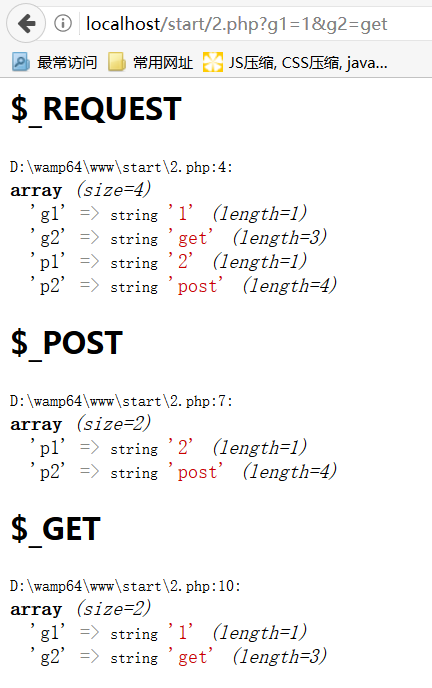 localhost/start/2.php?g1=1&g2=get
最常访问 常用网址 JS压缩, CSS压缩, java...
$_REQUEST
D:\wamp64\www\start\2.php:4:
array (size=4)
'g1' => string '1' (length=1)
'g2' => string 'get' (length=3)
'p1' => string '2' (length=1)
'p2' => string 'post' (length=4)
$_POST
D:\wamp64\www\start\2.php:7:
array (size=2)
'p1' => string '2' (length=1)
'p2' => string 'post' (length=4)
$_GET
D:\wamp64\www\start\2.php:10:
array (size=2)
'g1' => string '1' (length=1)
'g2' => string 'get' (length=3)